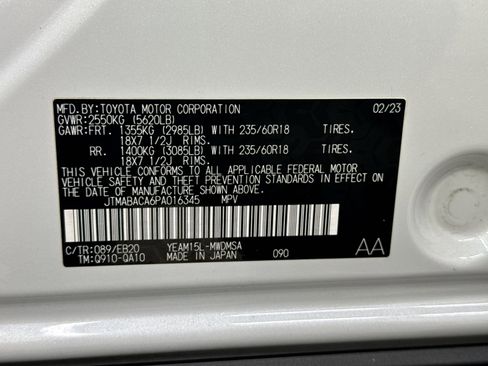 MFD.BY:TOYOTA MOTOR CORPORATION 02/23
GVWR:2550KG (5620LB)
GAWR:FRT. 1355KG (2985LB) WITH 235/60R18 TIRES.
18X7 1/2J RIMS.
RR. 1400KG (3085LB) WITH 235/60R18 TIRES.
18X7 1/2J RIMS.
THIS VEHICLE CONFORMS TO ALL APPLICABLE FEDERAL MOTOR
VEHICLE SAFETY AND THEFT PREVENTION STANDARDS IN EFFECT
ON THE DATE OF MANUFACTURE SHOWN ABOVE.
JTMABACA6PA016345 MPV
C/TR:089/EB20 YEAM15L-MWDMSA AA
TM:Q910-QA10 MADE IN JAPAN 090